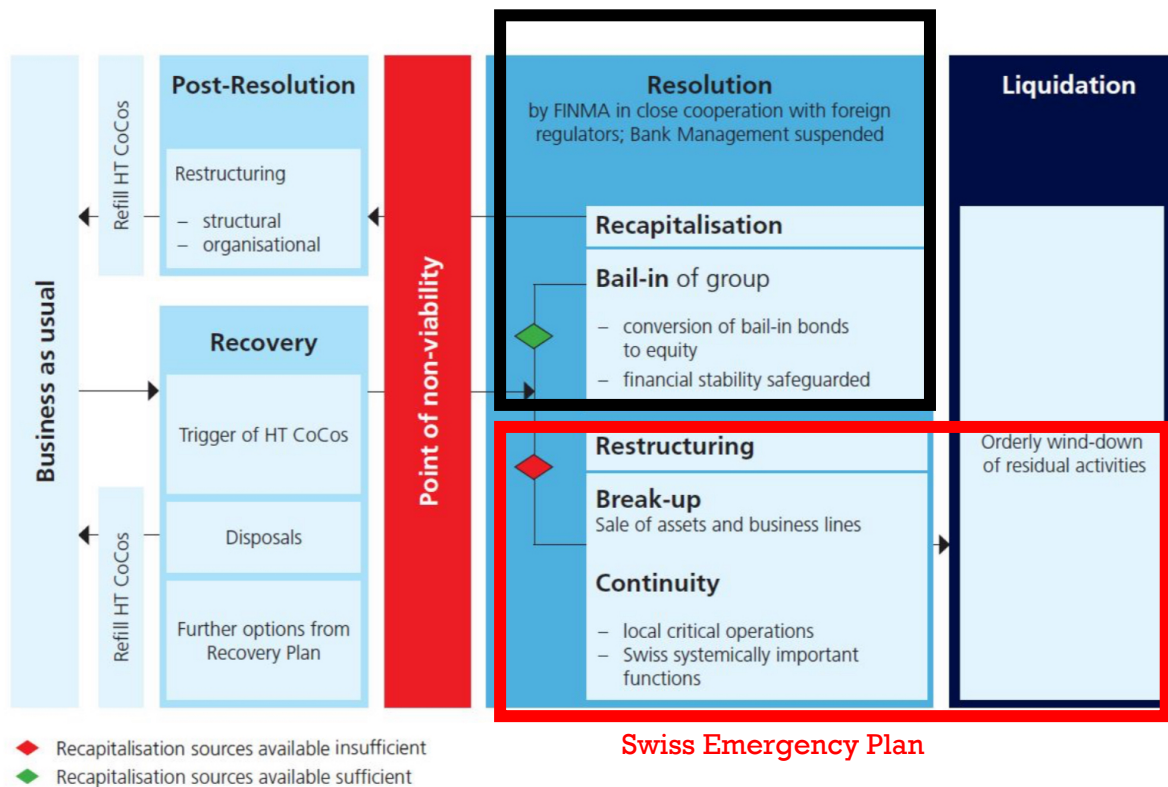 Business as usual
Refill HT CoCos
Post-Resolution
Restructuring
– structural
– organisational
Refill HT CoCos
Recovery
Trigger of HT CoCos
Disposals
Further options from
Recovery Plan
Point of non-viability
Resolution
by FINMA in close cooperation with foreign
regulators; Bank Management suspended
Recapitalisation
Bail-in of group
– conversion of bail-in bonds
to equity
– financial stability safeguarded
Restructuring
Break-up
Sale of assets and business lines
Continuity
– local critical operations
– Swiss systemically important
functions
Liquidation
Orderly wind-down
of residual activities
Swiss Emergency Plan
Recapitalisation sources available insufficient
Recapitalisation sources available sufficient